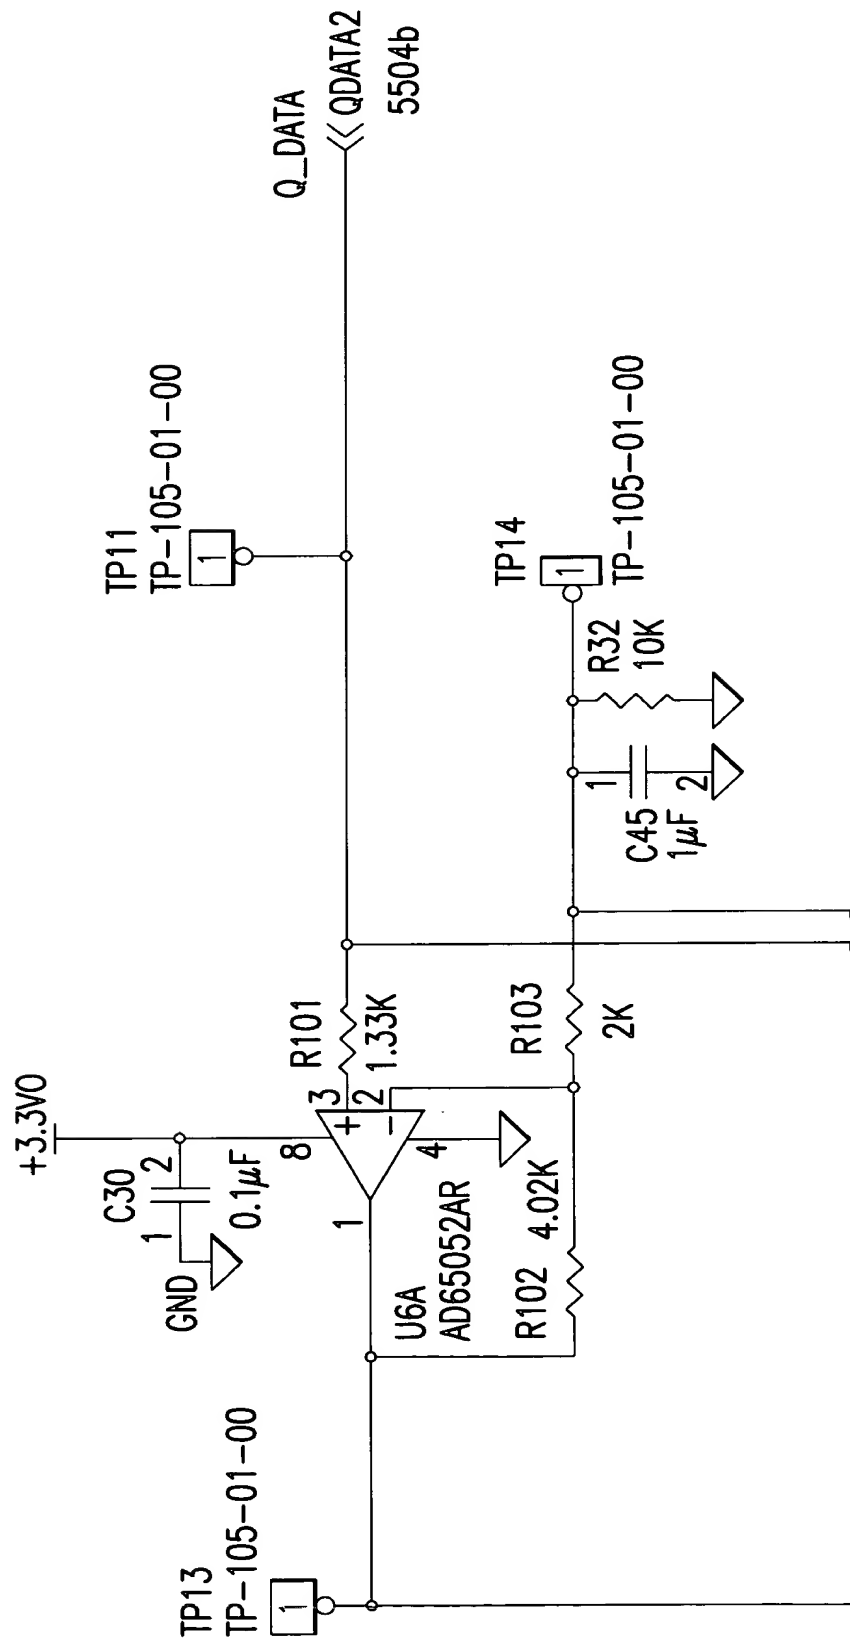 Q_DATA
QDATA2
5504b
TP11
TP-105-01-00
1
TP14
1
TP-105-01-00
R32
10K
1
2
C45
1µF
R101
1.33K
R103
2K
+3.3VO
C30
1
2
0.1µF
GND
8
3
+
2
-
4
1
U6A
AD65052AR
R102
4.02K
TP13
TP-105-01-00
1